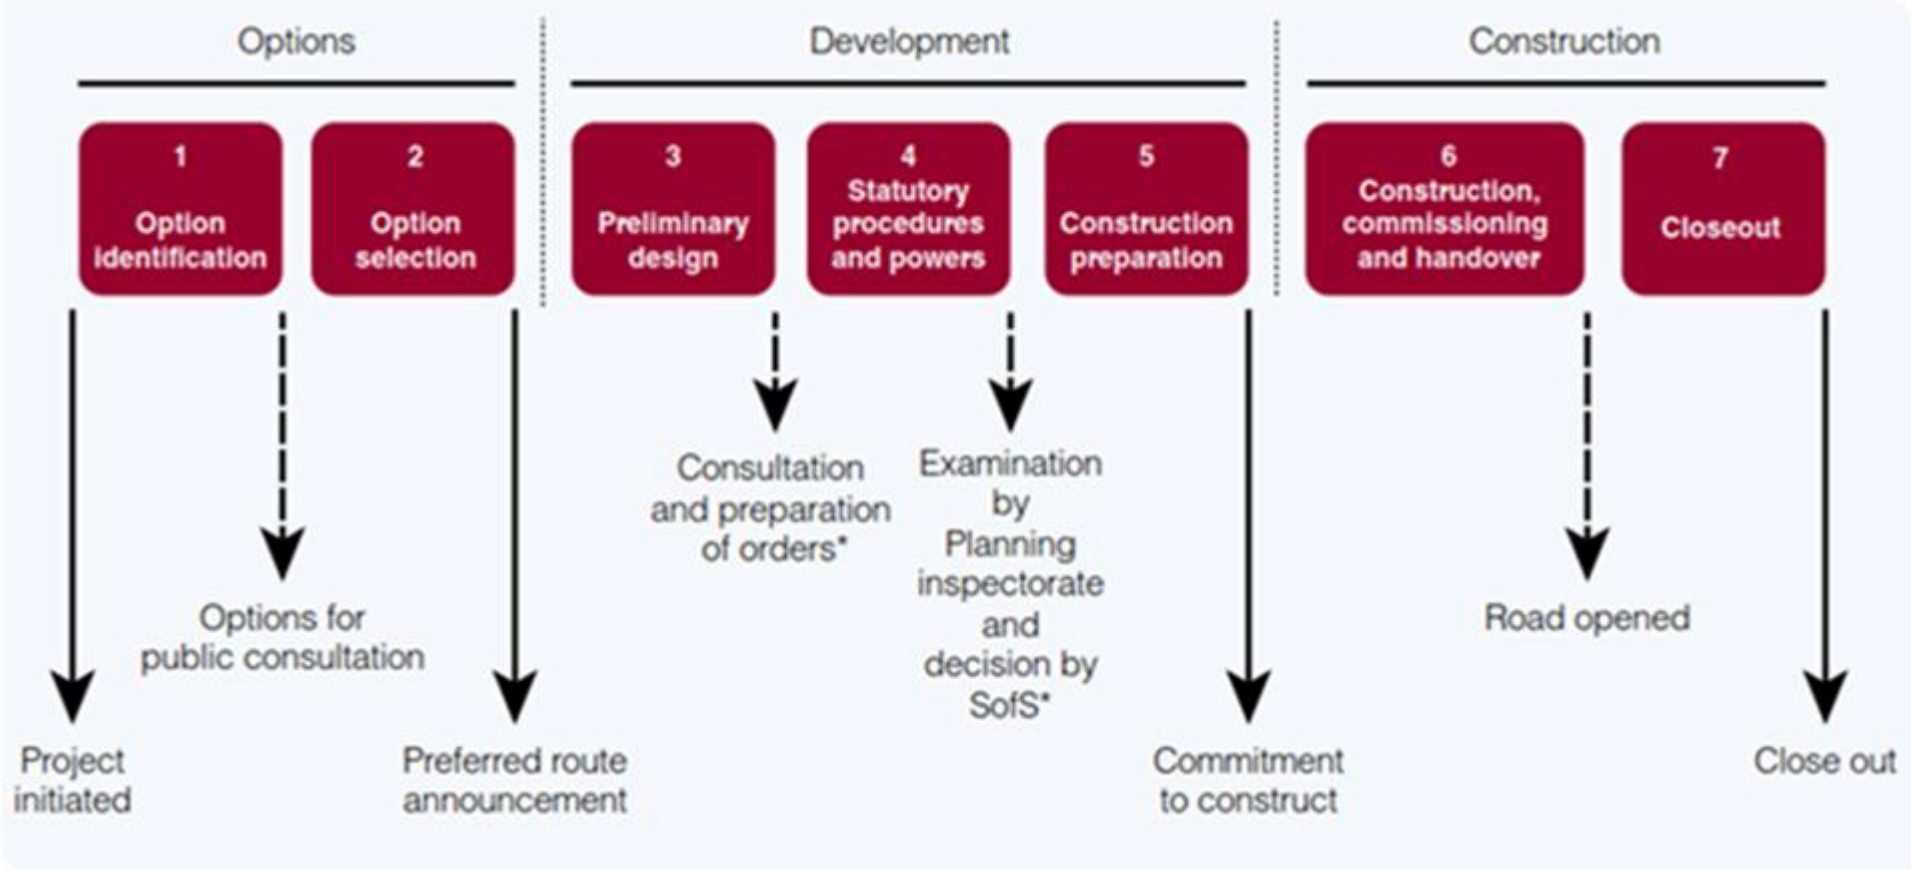 Options
Development
Construction
1
Option
identification
2
Option
selection
3
Preliminary
design
4
Statutory
procedures
and powers
5
Construction
preparation
6
Construction,
commissioning
and handover
7
Closeout
Project
initiated
Options for
public consultation
Preferred route
announcement
Consultation
and preparation
of orders*
Examination
by
Planning
inspectorate
and
decision by
SofS*
Commitment
to construct
Road opened
Close out